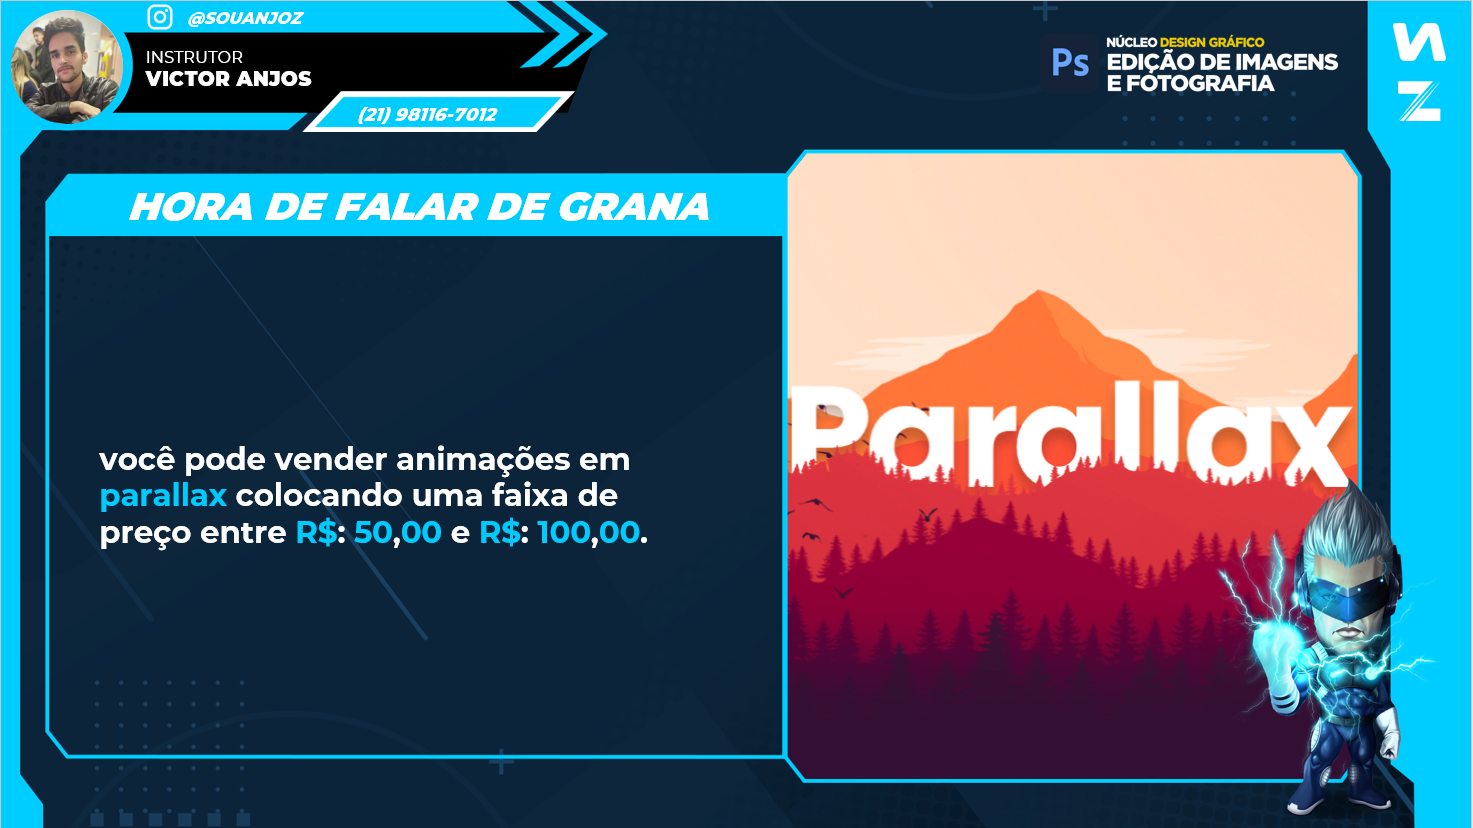 @SOUANJOZ
INSTRUTOR
VICTOR ANJOS
(21) 98116-7012
Ps
NÚCLEO DESIGN GRÁFICO
EDIÇÃO DE IMAGENS
E FOTOGRAFIA
HORA DE FALAR DE GRANA
você pode vender animações em
parallax colocando uma faixa de
preço entre R$: 50,00 e R$: 100,00.
Parallax